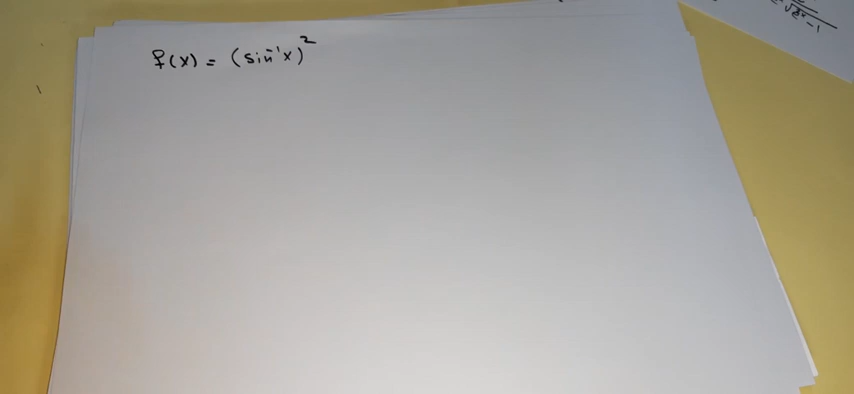 f(x) = (sin⁻¹x)²